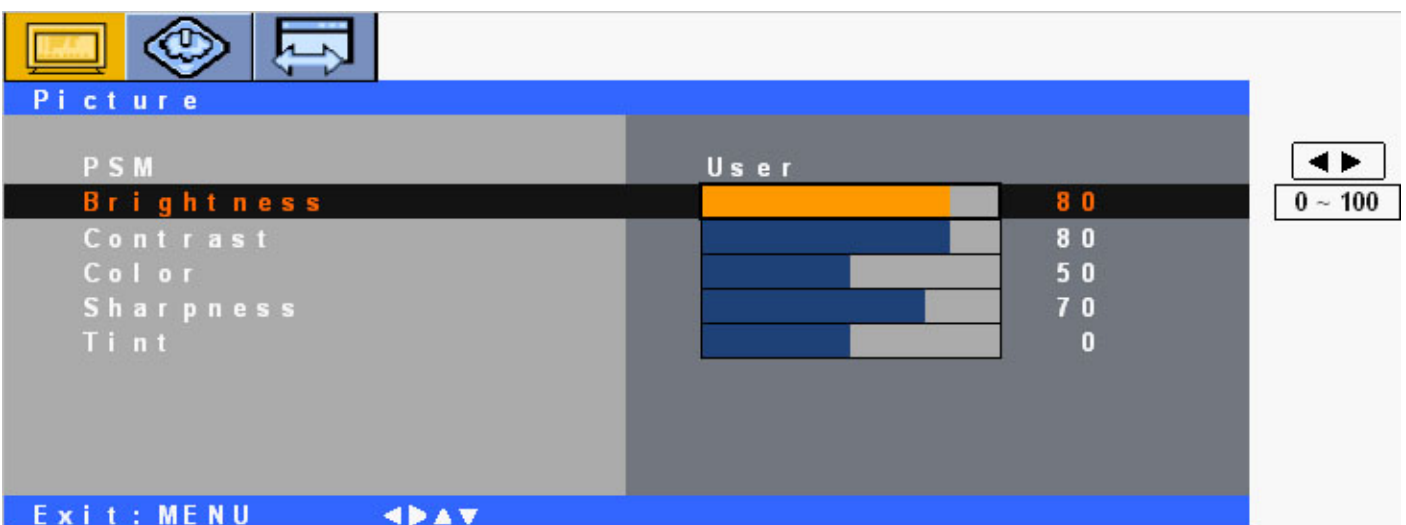 Picture
PSM User
Brightness 80
0 ~ 100
Contrast 80
Color 50
Sharpness 70
Tint 0
Exit: MENU